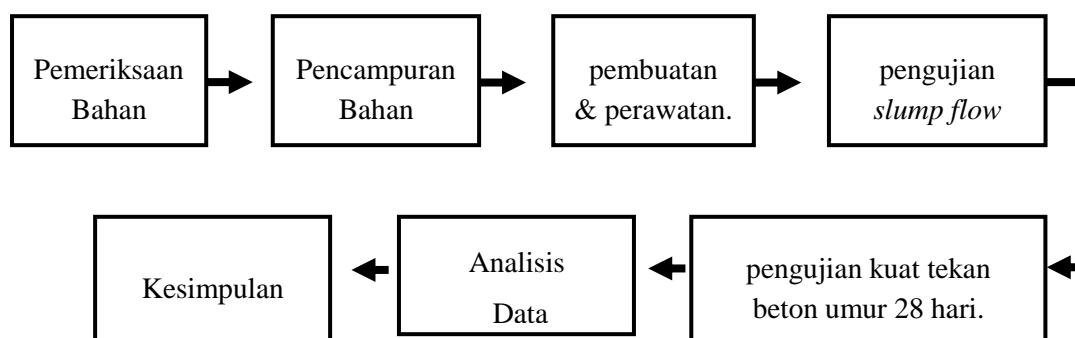 Pemeriksaan
Bahan
Pencampuran
Bahan
pembuatan
& perawatan.
pengujian
slump flow
pengujian kuat tekan
beton umur 28 hari.
Analisis
Data
Kesimpulan